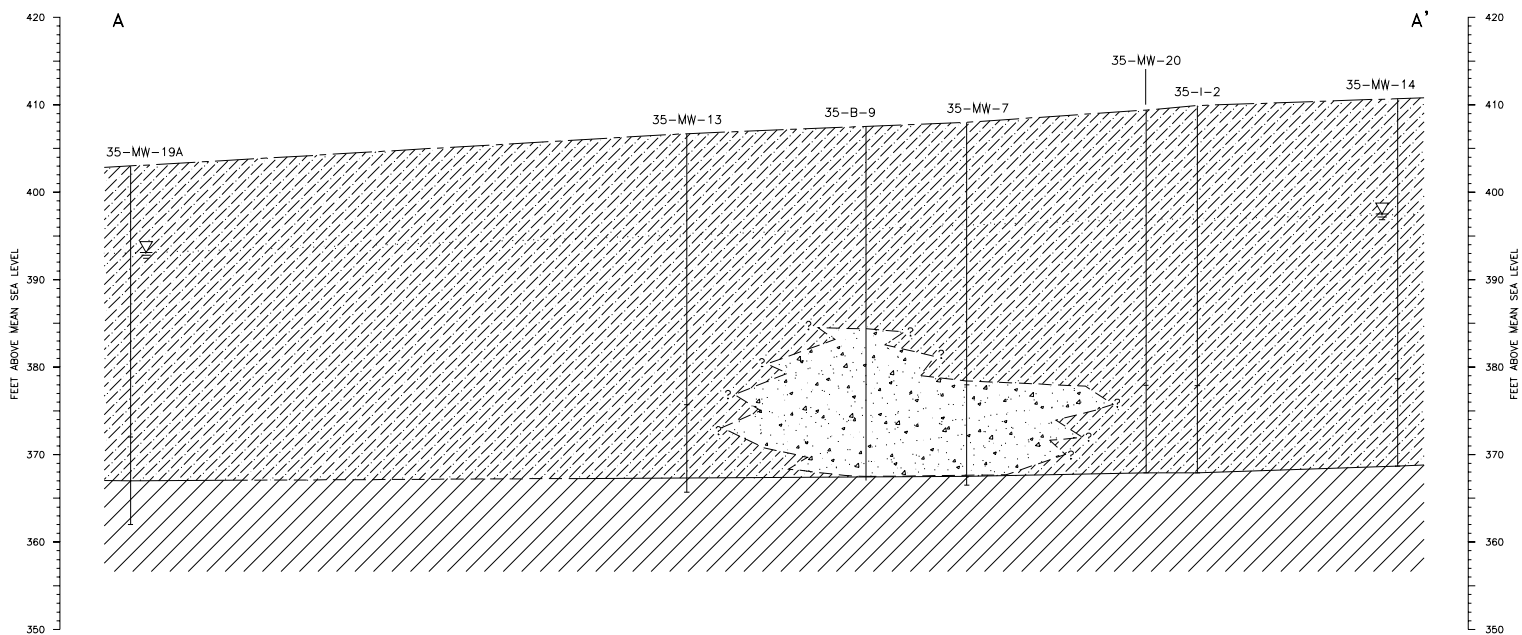 420
A
A'
420
35-MW-20
35-MW-14
35-I-2
410
35-B-9
35-MW-7
410
35-MW-13
35-MW-19A
400
400
FEET ABOVE MEAN SEA LEVEL
FEET ABOVE MEAN SEA LEVEL
390
390
?
?
?
380
?
380
?
?
?
?
370
?
370
360
360
350
350